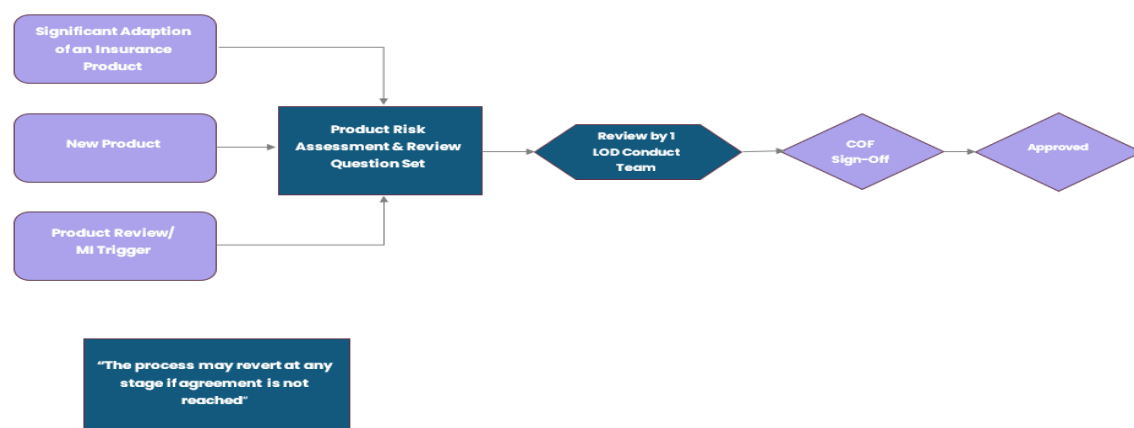 Significant Adaption
of an Insurance
Product
New Product
Product Review/
MI Trigger
Product Risk
Assessment & Review
Question Set
Review by 1
LOD Conduct
Team
COF
Sign-Off
Approved
“The process may revert at any
stage if agreement is not
reached”